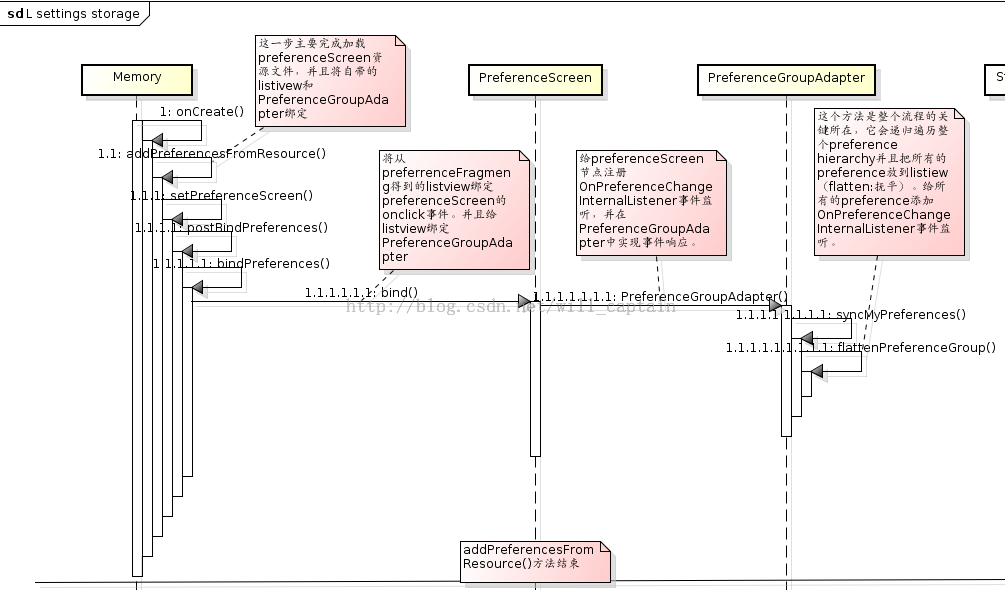 sd L settings storage
Memory
PreferenceScreen
PreferenceGroupAdapter
S
这一步主要完成加载
preferenceScreen资
源文件，并且将自带的
listivew和
PreferenceGroupAda
pter绑定
1: onCreate()
1.1: addPreferencesFromResource()
1.1.1: setPreferenceScreen()
1.1.1.1: postBindPreferences()
1.1.1.1.1: bindPreferences()
将从
preferrenceFragmen
g得到的listview绑定
preferenceScreen的
onclick事件。并且给
listview绑定
PreferenceGroupAda
pter
给preferenceScreen
节点注册
OnPreferenceChange
InternalListener事件监
听，并在
PreferenceGroupAda
pter中实现事件响应。
这个方法是整个流程的关
键所在，它会递归遍历整
个preference
hierarchy并且把所有的
preference放到listiew
（flatten:抚平）。给所
有的preference添加
OnPreferenceChange
InternalListener事件监
听。
1.1.1.1.1.1: bind()
1.1.1.1.1.1.1: PreferenceGroupAdapter()
http://blog.csdn.net/will_captain
1.1.1.1.1.1.1.1: syncMyPreferences()
1.1.1.1.1.1.1.1.1: flattenPreferenceGroup()
addPreferencesFrom
Resource()方法结束